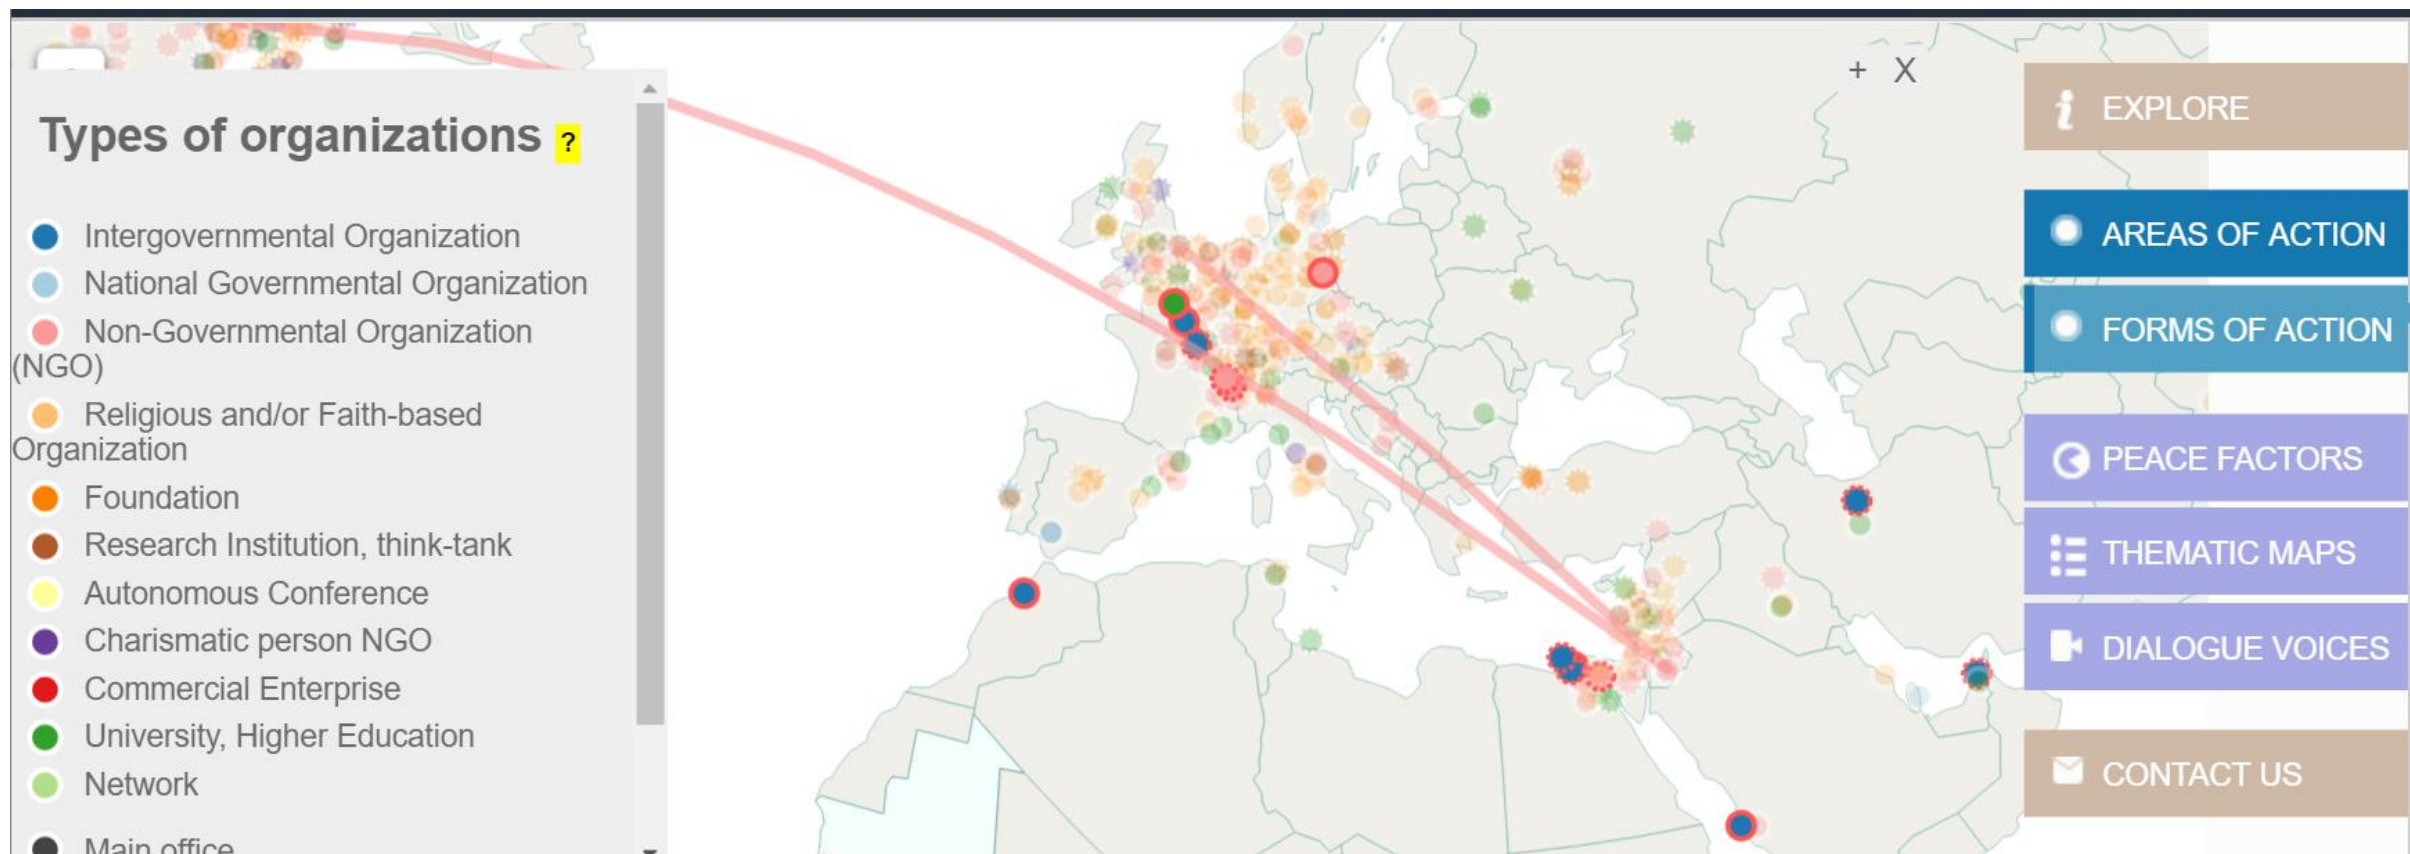 Types of organizations ?
Intergovernmental Organization
National Governmental Organization
Non-Governmental Organization
(NGO)
Religious and/or Faith-based
Organization
Foundation
Research Institution, think-tank
Autonomous Conference
Charismatic person NGO
Commercial Enterprise
University, Higher Education
Network
Main office
+ X
EXPLORE
AREAS OF ACTION
FORMS OF ACTION
PEACE FACTORS
THEMATIC MAPS
DIALOGUE VOICES
CONTACT US